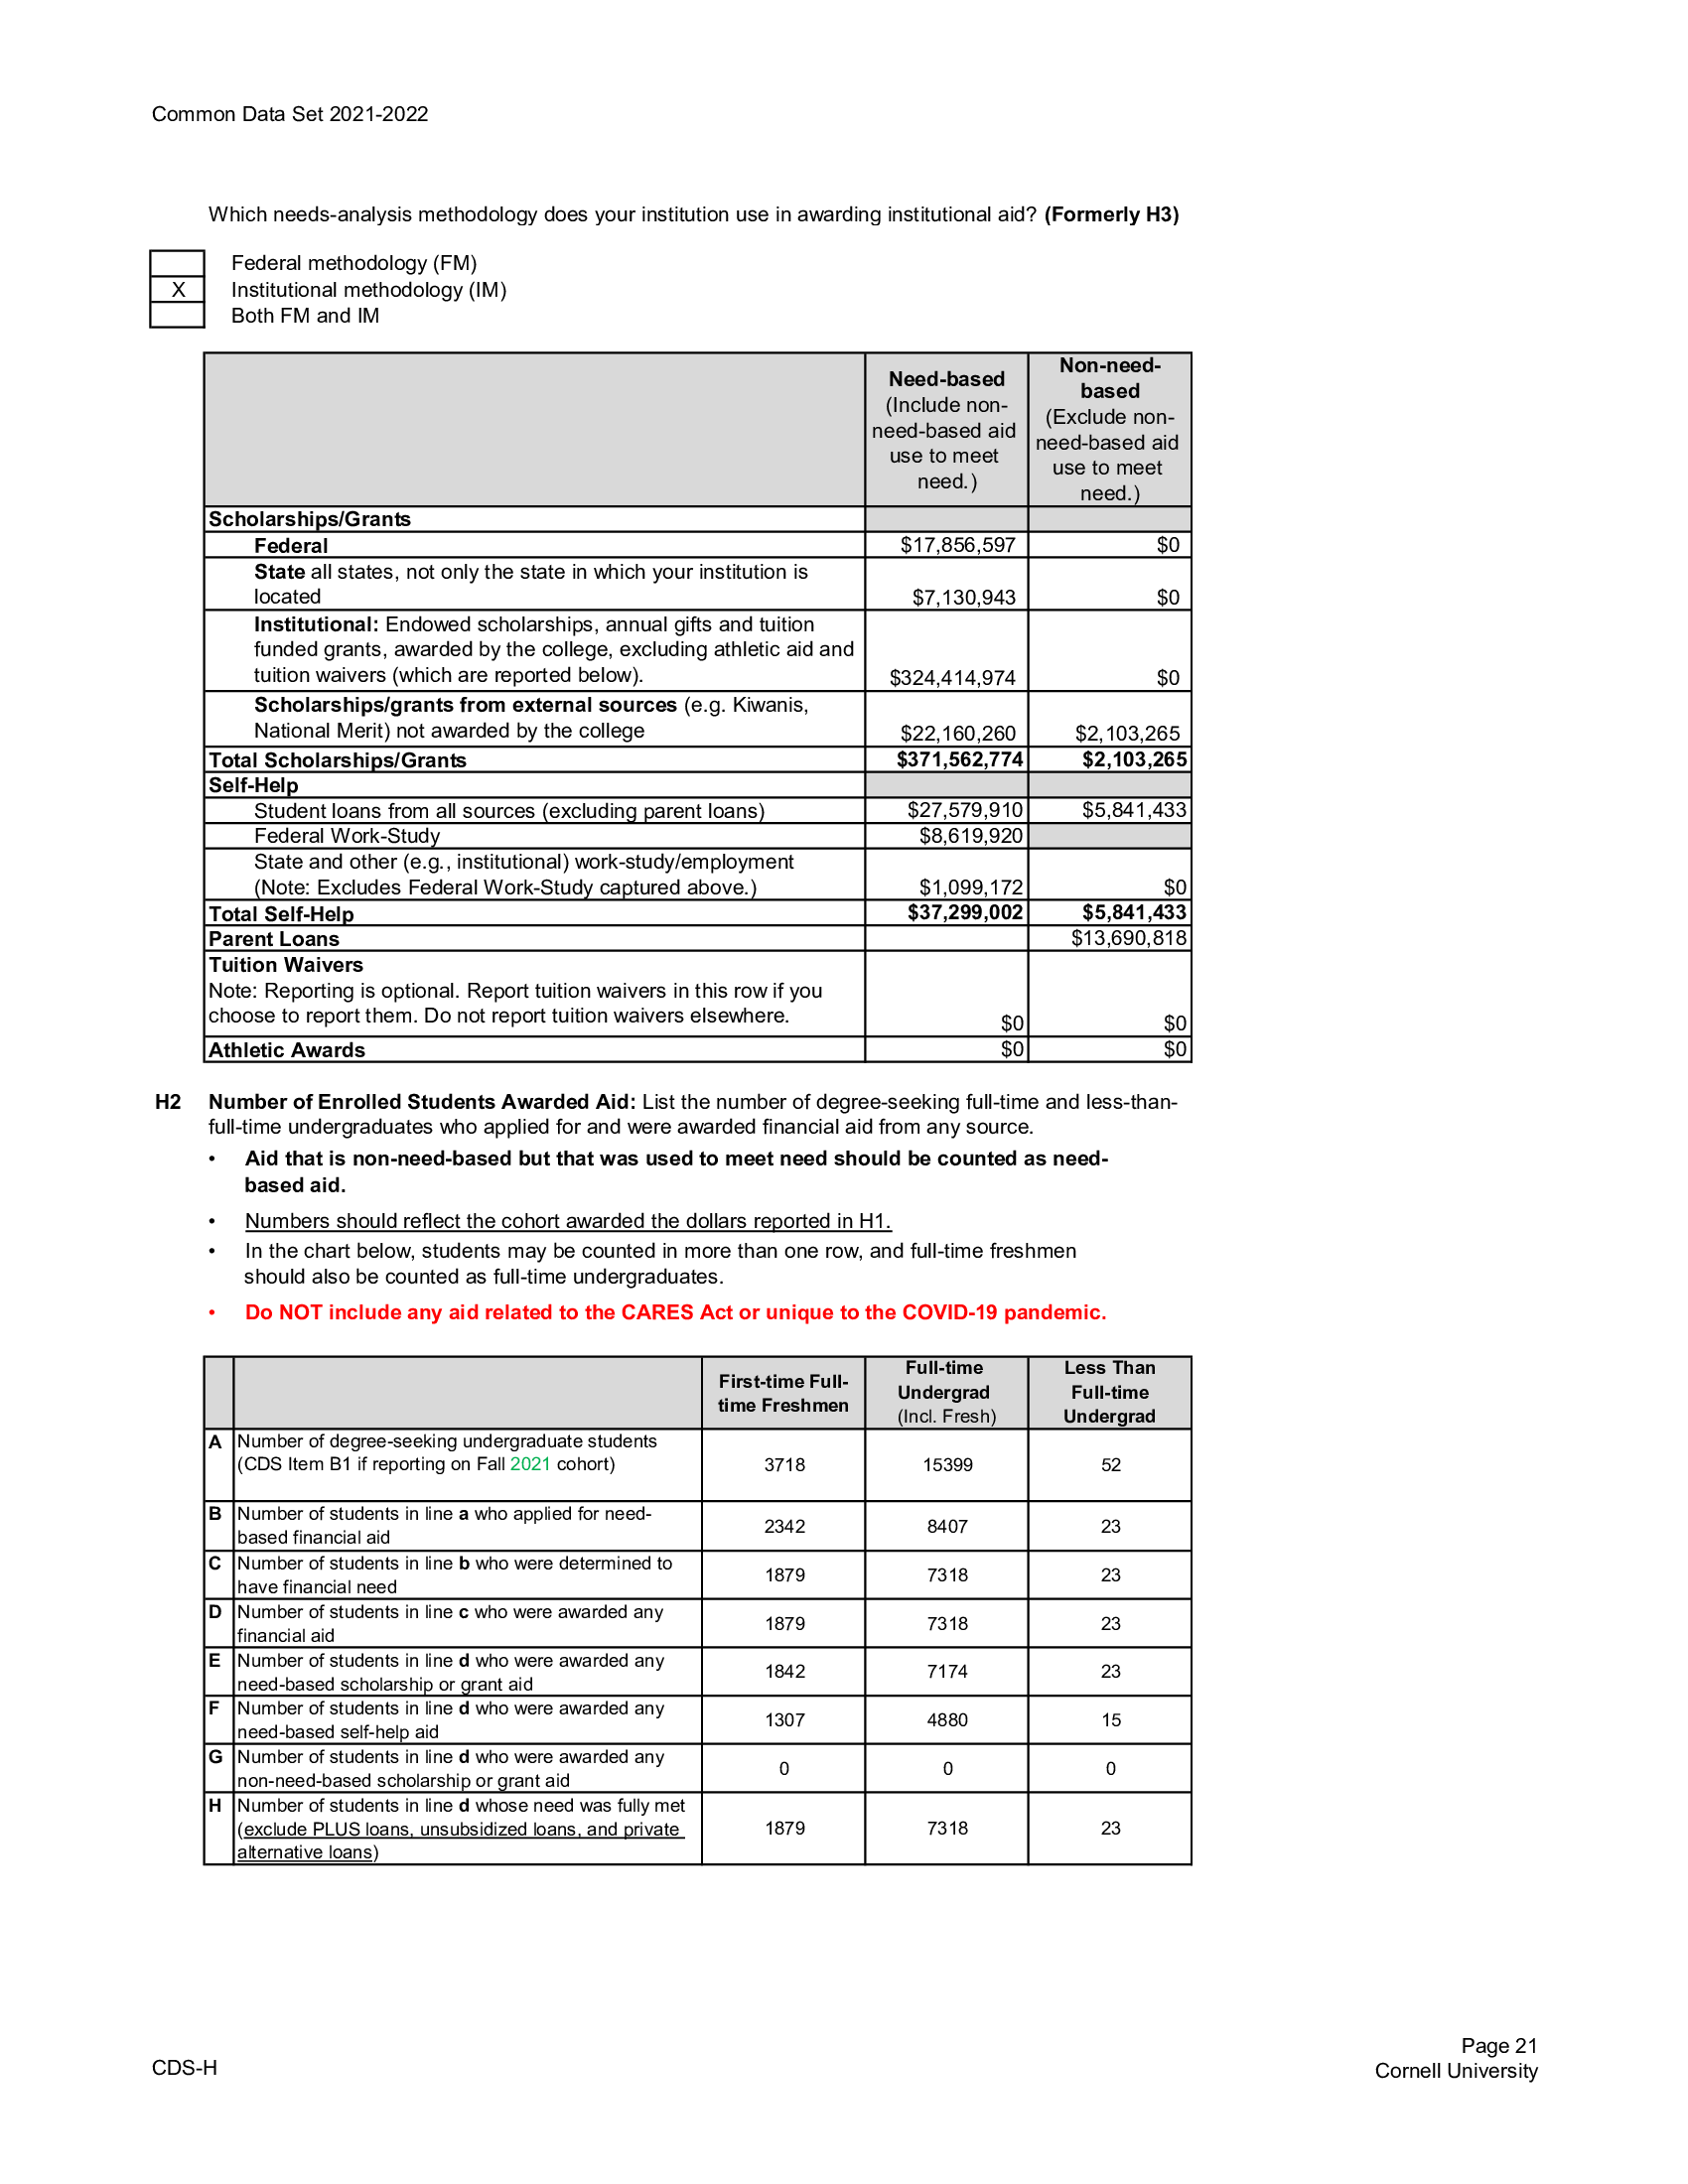 Common Data Set 2021-2022
Which needs-analysis methodology does your institution use in awarding institutional aid? (Formerly H3)
Federal methodology (FM)
X Institutional methodology (IM)
Both FM and IM
Need-based
(Include non-
need-based aid
use to meet
need.)
Non-need-
based
(Exclude non-
need-based aid
use to meet
need.)
Scholarships/Grants
Federal $17,856,597 $0
State all states, not only the state in which your institution is
located $7,130,943 $0
Institutional: Endowed scholarships, annual gifts and tuition
funded grants, awarded by the college, excluding athletic aid and
tuition waivers (which are reported below). $324,414,974 $0
Scholarships/grants from external sources (e.g. Kiwanis,
National Merit) not awarded by the college $22,160,260 $2,103,265
Total Scholarships/Grants $371,562,774 $2,103,265
Self-Help
Student loans from all sources (excluding parent loans) $27,579,910 $5,841,433
Federal Work-Study $8,619,920
State and other (e.g., institutional) work-study/employment
(Note: Excludes Federal Work-Study captured above.) $1,099,172 $0
Total Self-Help $37,299,002 $5,841,433
Parent Loans $13,690,818
Tuition Waivers
Note: Reporting is optional. Report tuition waivers in this row if you
choose to report them. Do not report tuition waivers elsewhere. $0 $0
Athletic Awards $0 $0
H2 Number of Enrolled Students Awarded Aid: List the number of degree-seeking full-time and less-than-
full-time undergraduates who applied for and were awarded financial aid from any source.
• Aid that is non-need-based but that was used to meet need should be counted as need-
based aid.
• Numbers should reflect the cohort awarded the dollars reported in H1.
• In the chart below, students may be counted in more than one row, and full-time freshmen
should also be counted as full-time undergraduates.
• Do NOT include any aid related to the CARES Act or unique to the COVID-19 pandemic.
First-time Full-
time Freshmen
Full-time
Undergrad
(Incl. Fresh)
Less Than
Full-time
Undergrad
A Number of degree-seeking undergraduate students
(CDS Item B1 if reporting on Fall 2021 cohort) 3718 15399 52
B Number of students in line a who applied for need-
based financial aid 2342 8407 23
C Number of students in line b who were determined to
have financial need 1879 7318 23
D Number of students in line c who were awarded any
financial aid 1879 7318 23
E Number of students in line d who were awarded any
need-based scholarship or grant aid 1842 7174 23
F Number of students in line d who were awarded any
need-based self-help aid 1307 4880 15
G Number of students in line d who were awarded any
non-need-based scholarship or grant aid 0 0 0
H Number of students in line d whose need was fully met
(exclude PLUS loans, unsubsidized loans, and private 1879 7318 23
alternative loans)
Page 21
CDS-H Cornell University